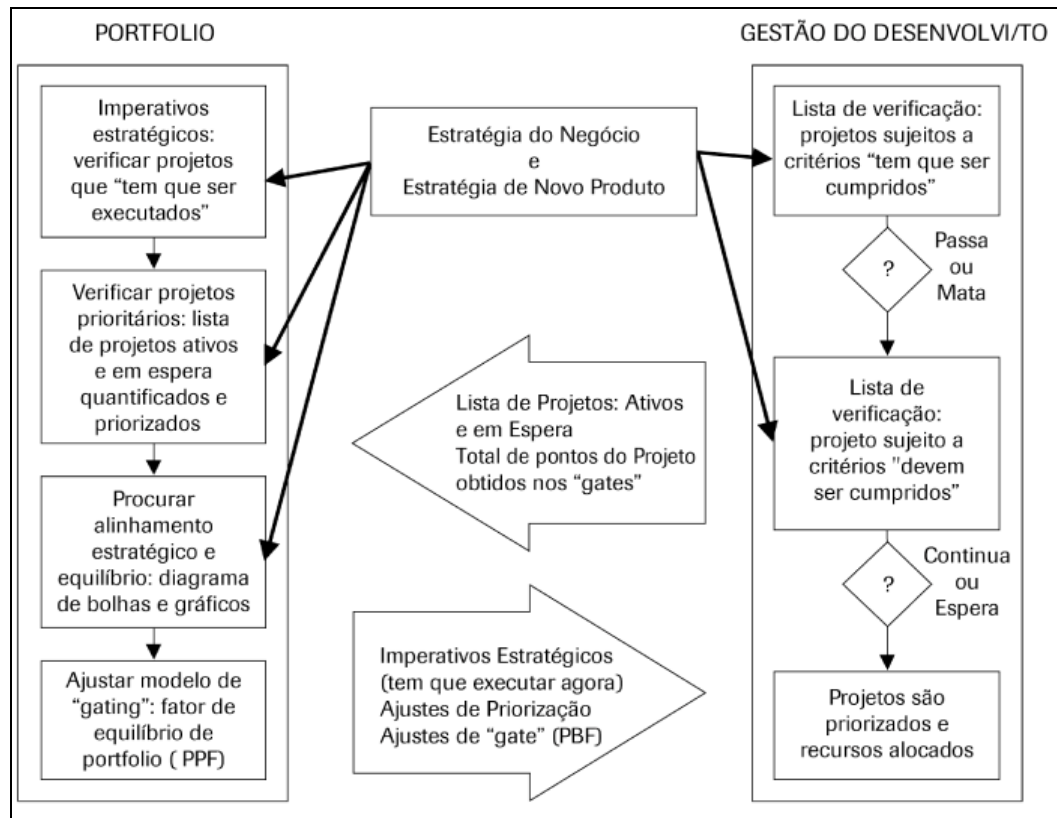 PORTFOLIO
Imperativos
estratégicos:
verificar projetos
que “tem que ser
executados”
Verificar projetos
prioritários: lista
de projetos ativos
e em espera
quantificados e
priorizados
Procurar
alinhamento
estratégico e
equilíbrio: diagrama
de bolhas e gráficos
Ajustar modelo de
“gating”: fator de
equilíbrio de
portfolio ( PPF)
Estratégia do Negócio
e
Estratégia de Novo Produto
Lista de Projetos: Ativos
e em Espera
Total de pontos do Projeto
obtidos nos “gates”
Imperativos Estratégicos
(tem que executar agora)
Ajustes de Priorização
Ajustes de “gate” (PBF)
GESTÃO DO DESENVOLVI/TO
Lista de verificação:
projetos sujeitos a
critérios “tem que ser
cumpridos”
?
Passa
ou
Mata
Lista de
verificação:
projeto sujeito a
critérios "devem
ser cumpridos”
?
Continua
ou
Espera
Projetos são
priorizados e
recursos alocados